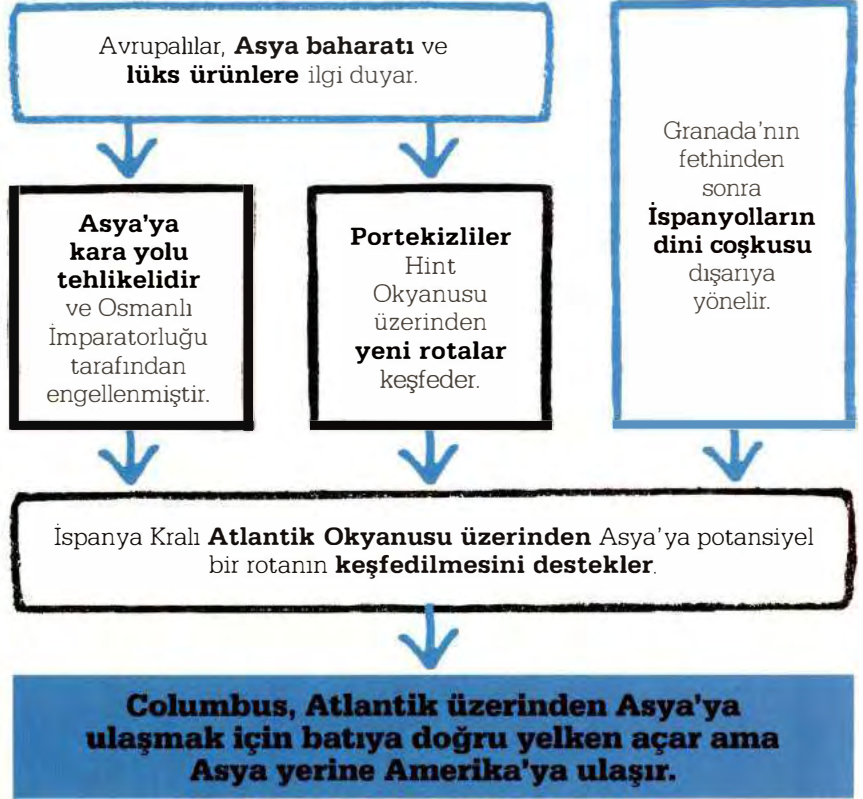 Avrupalılar, Asya baharatı ve
lüks ürünlere ilgi duyar.
Asya'ya
kara yolu
tehlikelidir
ve Osmanlı
İmparatorluğu
tarafından
engellenmiştir.
Portekizliler
Hint
Okyanusu
üzerinden
yeni rotalar
keşfeder.
Granada'nın
fethinden
sonra
İspanyolların
dini coşkusu
dışarıya
yönelir.
İspanya Kralı Atlantik Okyanusu üzerinden Asya'ya potansiyel
bir rotanın keşfedilmesini destekler.
Columbus, Atlantik üzerinden Asya'ya
ulaşmak için batıya doğru yelken açar ama
Asya yerine Amerika'ya ulaşır.